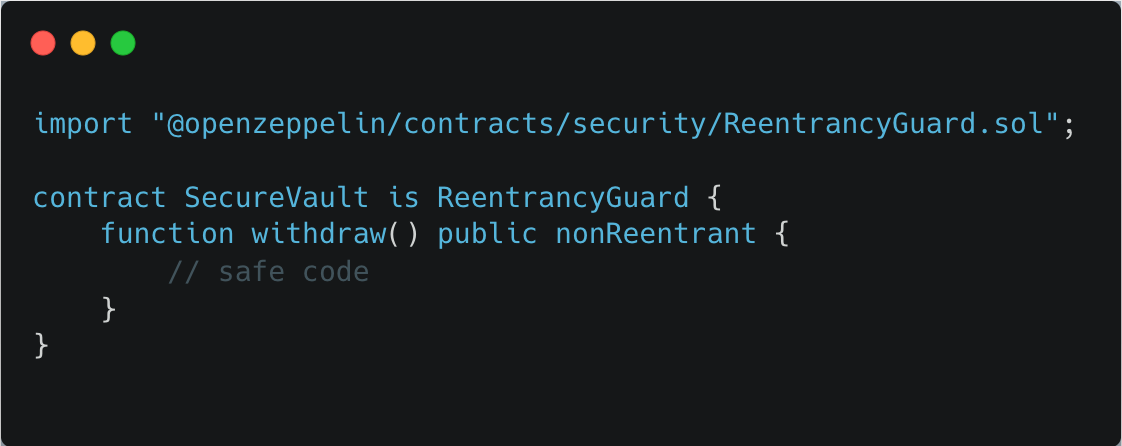 import "@openzeppelin/contracts/security/ReentrancyGuard.sol";
contract SecureVault is ReentrancyGuard {
    function withdraw() public nonReentrant {
        // safe code
    }
}